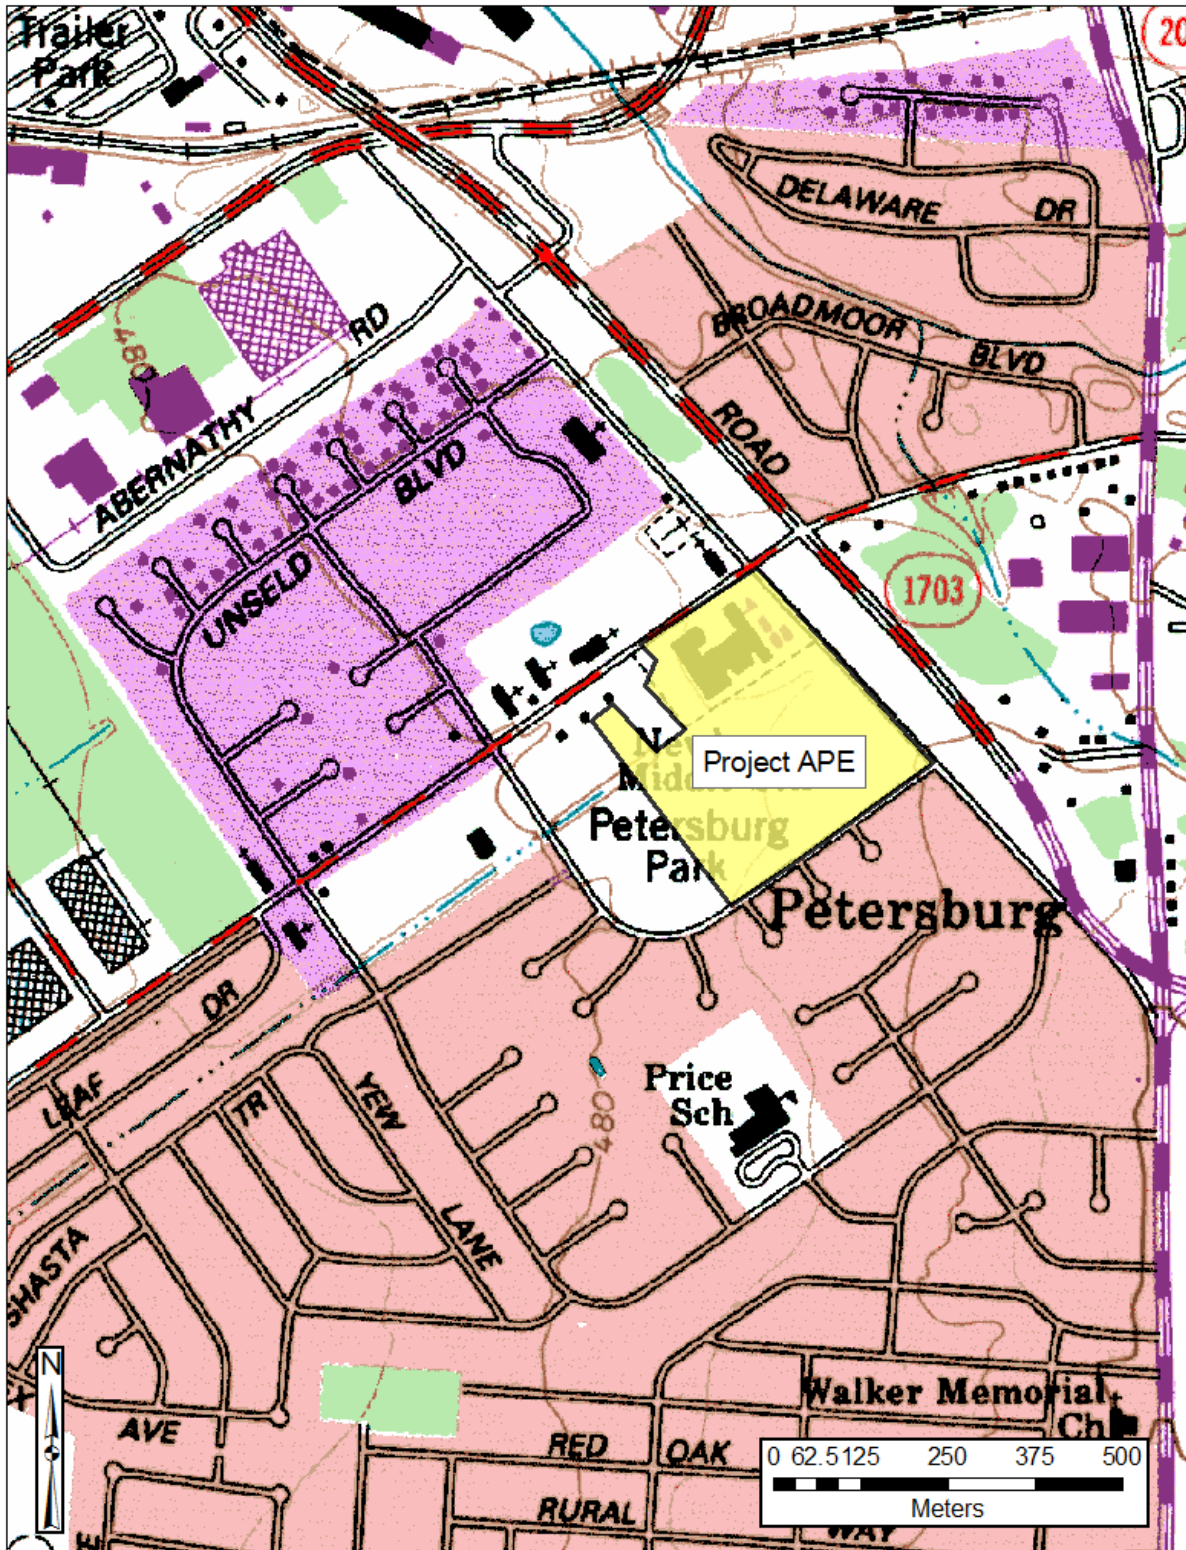 Trailer
Park
20
DELAWARE DR
480
RD
BROADMOOR
BLVD
ABERNATHY
BLVD
ROAD
UNSELD
1703
Project APE
Petersburg
Park
Petersburg
DR
LEAF
TR
YEW
LANE
Price
Sch
480
SHASTA
N
Walker Memorial
Ch
AVE
RED OAK
RURAL
WAY
0 62.5 125 250 375 500
Meters